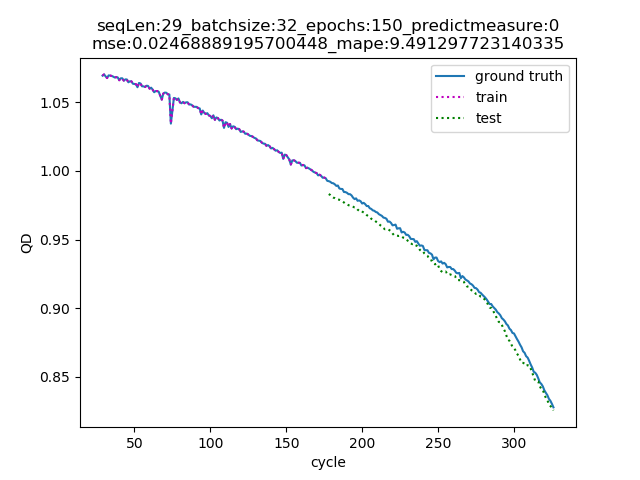 seqLen:29_batchsize:32_epochs:150_predictmeasure:0
mse:0.02468889195700448_mape:9.491297723140335
ground truth
train
test
1.05
1.00
0.95
0.90
0.85
QD
50 100 150 200 250 300
cycle